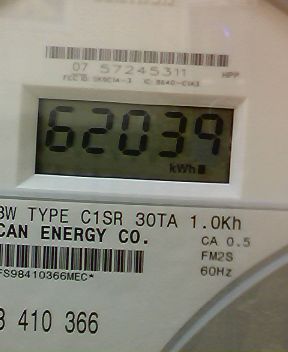 07 57245311 HPP
62039
kWh
3W TYPE C1SR 30TA 1.0Kh
CAN ENERGY CO.
CA 0.5
FM2S
60Hz
FS98410366MEC*
410 366